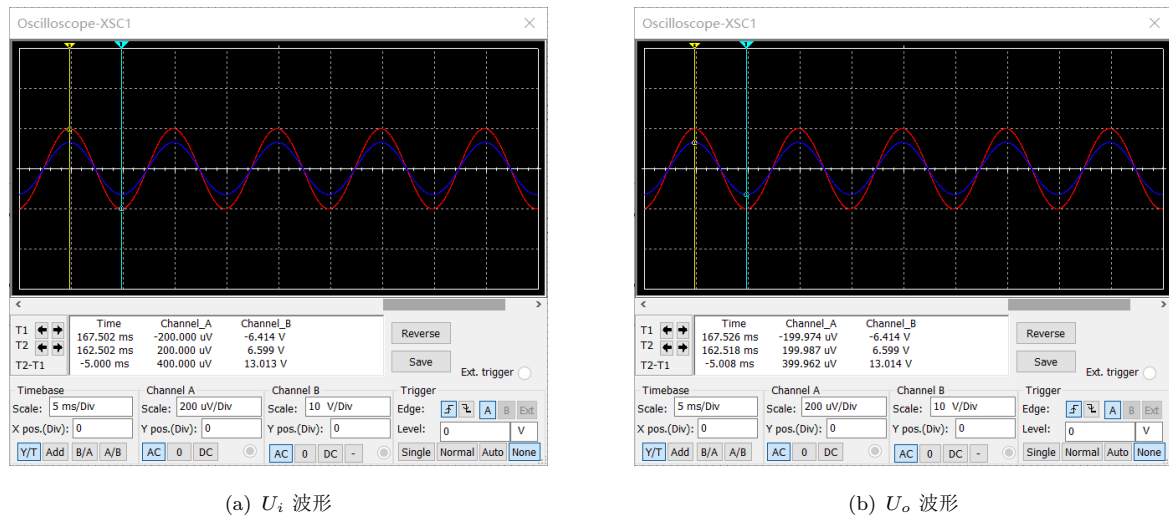 Oscilloscope-XSC1
T1
T2
T2-T1
Time Channel_A Channel_B
167.502 ms -200.000 uV -6.414 V
162.502 ms 200.000 uV 6.599 V
-5.000 ms 400.000 uV 13.013 V
Reverse
Save
Ext. trigger
Timebase
Scale: 5 ms/Div
X pos.(Div): 0
Y/T Add B/A A/B
Channel A
Scale: 200 uV/Div
Y pos.(Div): 0
AC 0 DC
Channel B
Scale: 10 V/Div
Y pos.(Div): 0
AC 0 DC -
Trigger
Edge: A B Ext
Level: 0 V
Single Normal Auto None
(a) U_i 波形
Oscilloscope-XSC1
T1
T2
T2-T1
Time Channel_A Channel_B
167.526 ms -199.974 uV -6.414 V
162.518 ms 199.987 uV 6.599 V
-5.008 ms 399.962 uV 13.014 V
Reverse
Save
Ext. trigger
Timebase
Scale: 5 ms/Div
X pos.(Div): 0
Y/T Add B/A A/B
Channel A
Scale: 200 uV/Div
Y pos.(Div): 0
AC 0 DC
Channel B
Scale: 10 V/Div
Y pos.(Div): 0
AC 0 DC -
Trigger
Edge: A B Ext
Level: 0 V
Single Normal Auto None
(b) U_o 波形